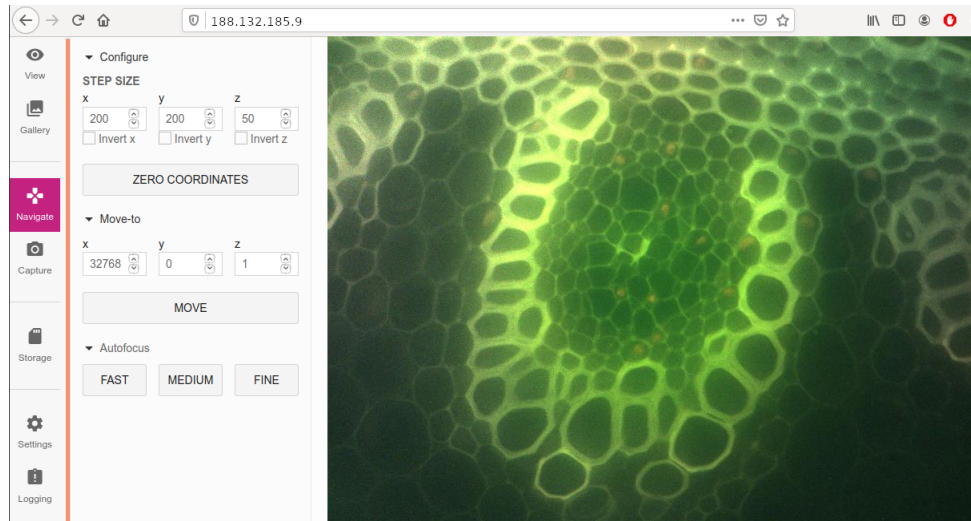 188.132.185.9
View
Gallery
Navigate
Capture
Storage
Settings
Logging
Configure
STEP SIZE
x y z
200 200 50
Invert x Invert y Invert z
ZERO COORDINATES
Move-to
x y z
32768 0 1
MOVE
Autofocus
FAST MEDIUM FINE